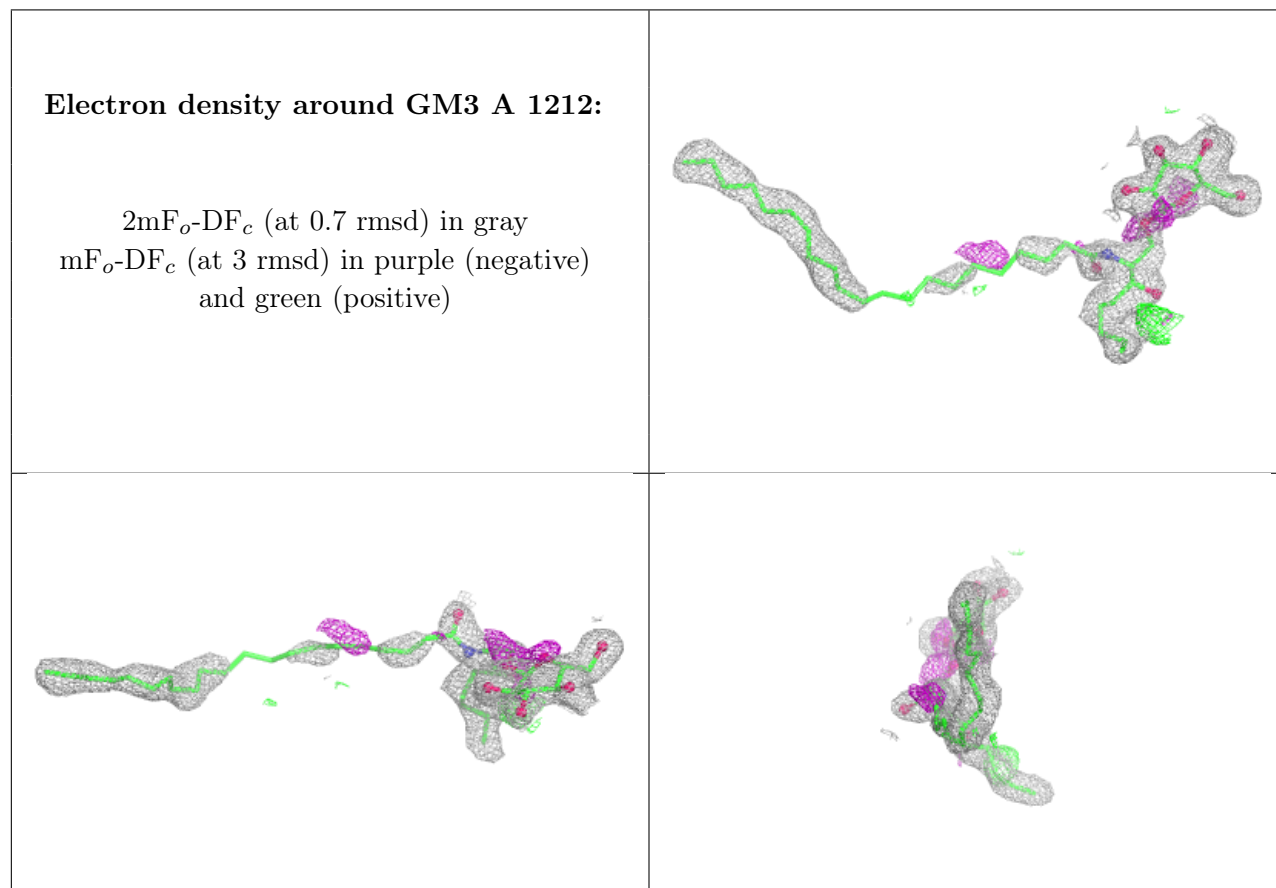 Electron density around GM3 A 1212:
2mFₒ-DF𝒸 (at 0.7 rmsd) in gray
mFₒ-DF𝒸 (at 3 rmsd) in purple (negative)
and green (positive)